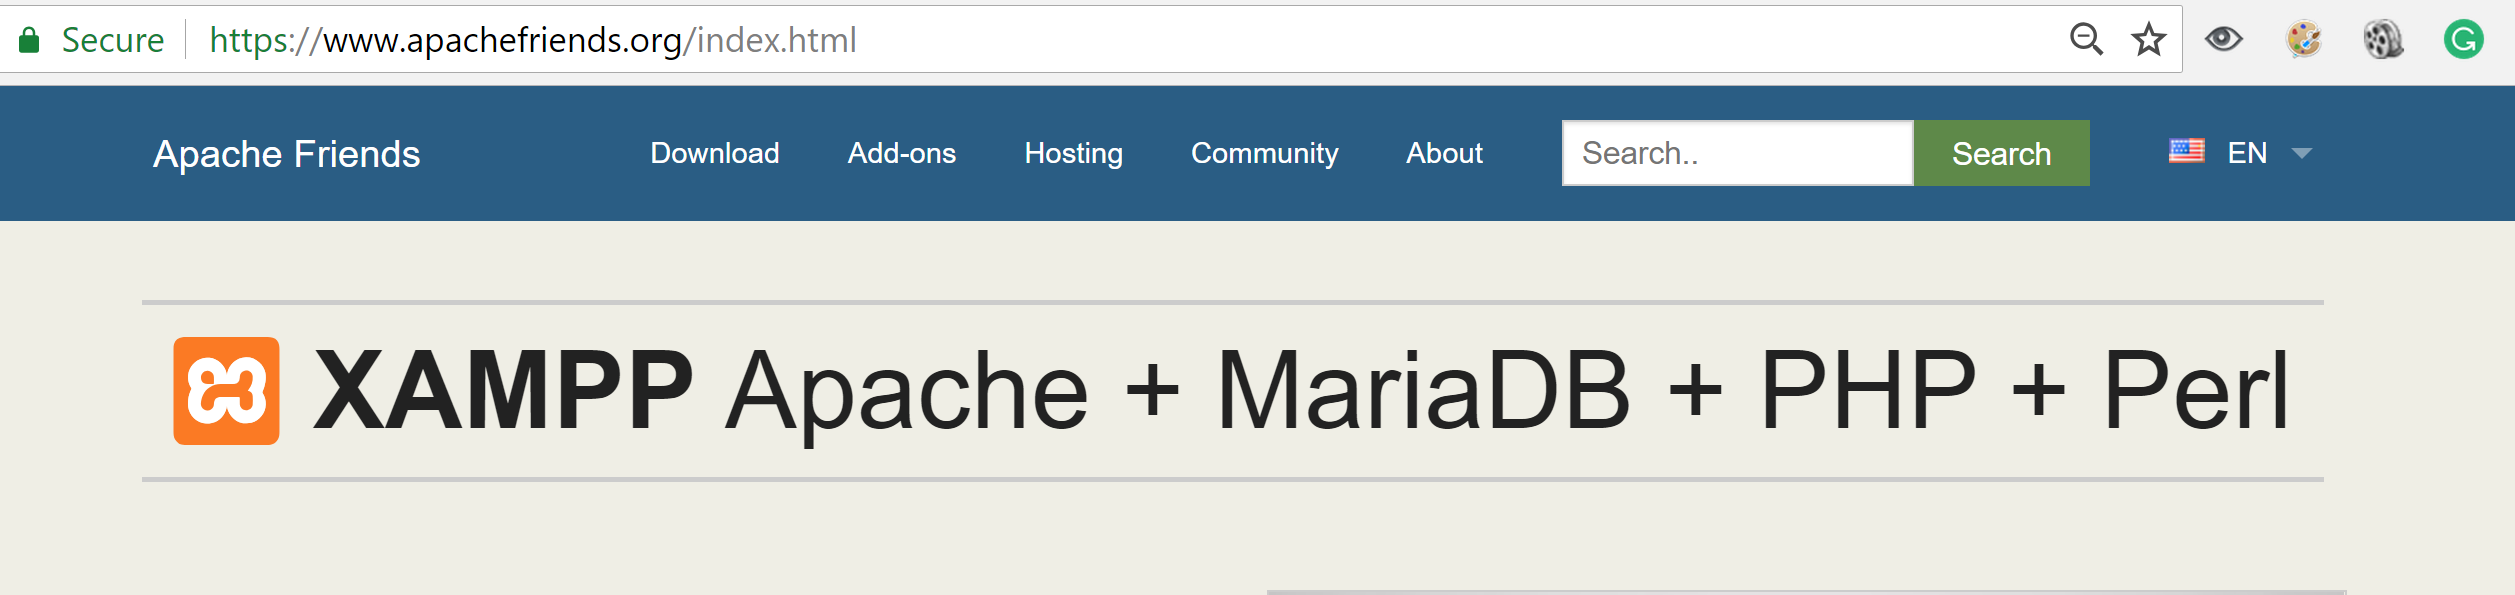 Secure https://www.apachefriends.org/index.html
Apache Friends Download Add-ons Hosting Community About Search.. Search EN
XAMPP Apache + MariaDB + PHP + Perl